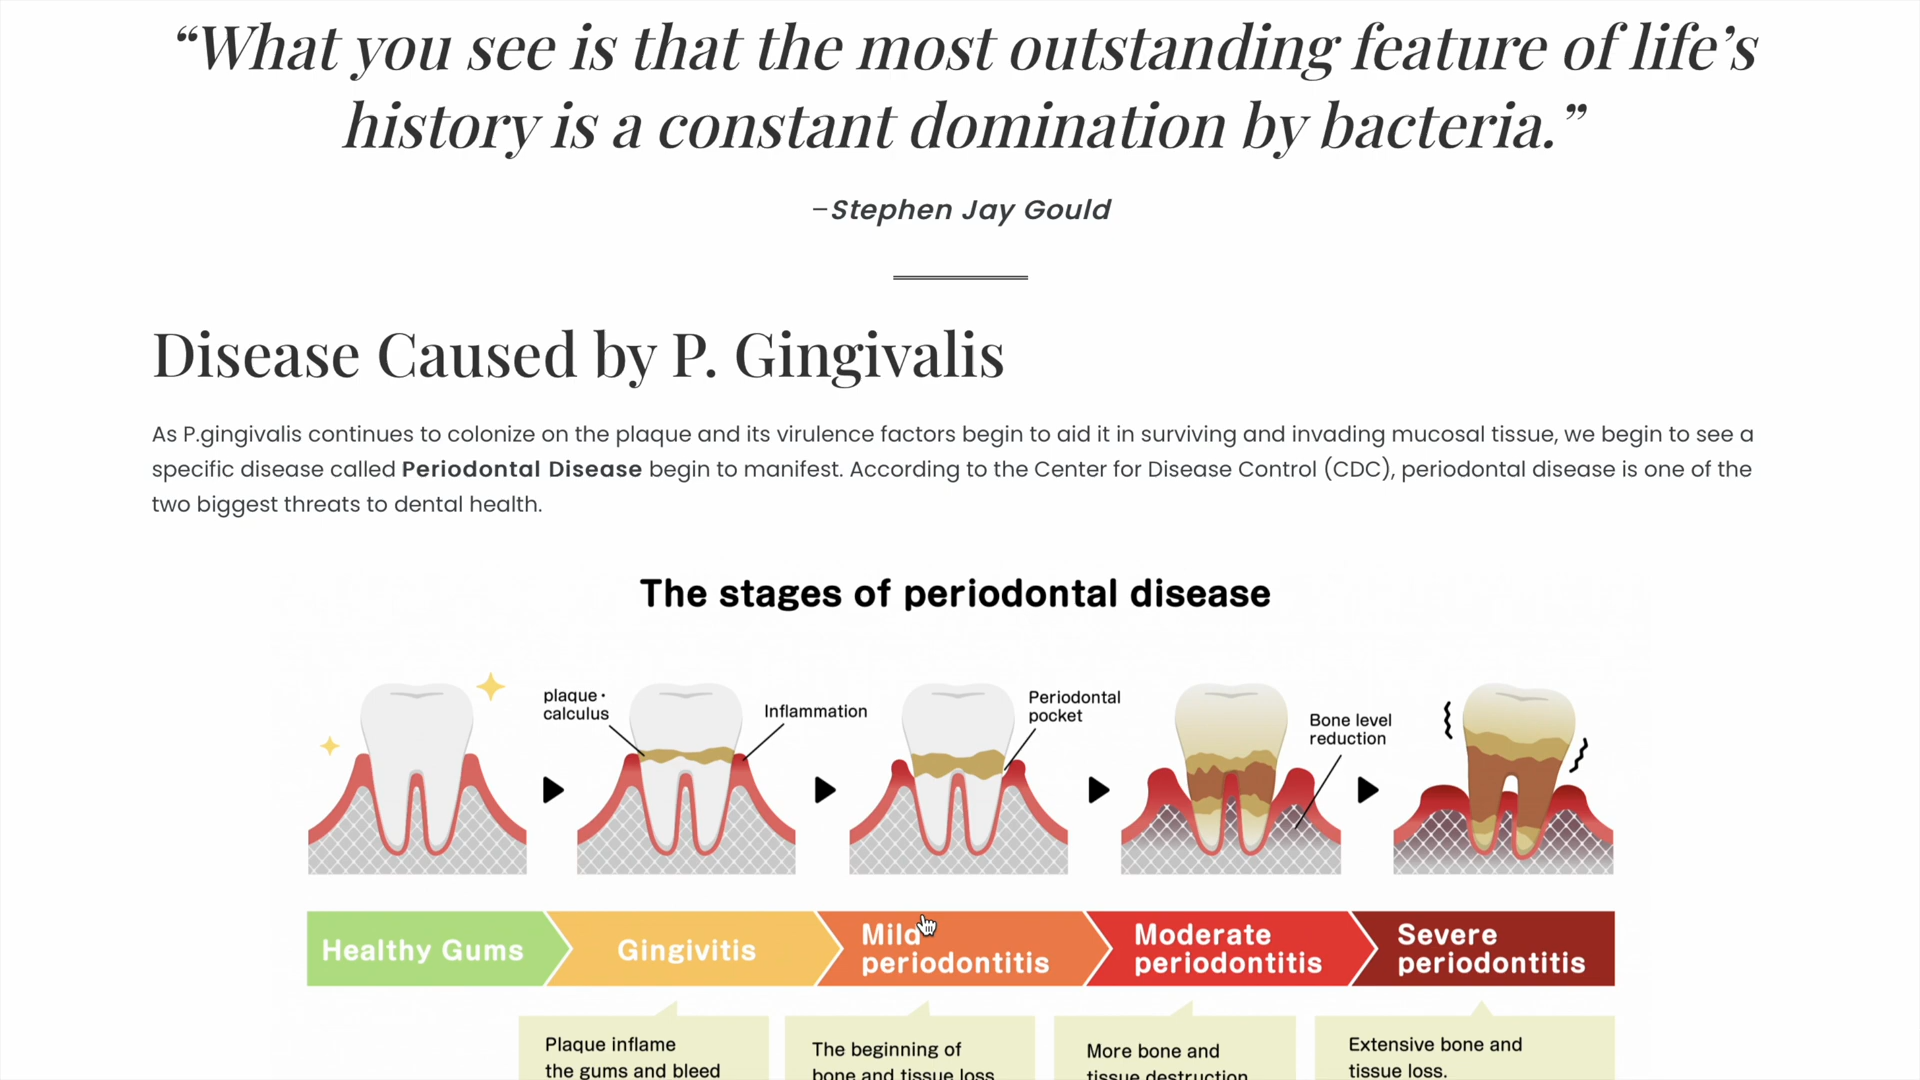 “What you see is that the most outstanding feature of life’s
history is a constant domination by bacteria.”
–Stephen Jay Gould
Disease Caused by P. Gingivalis
As P.gingivalis continues to colonize on the plaque and its virulence factors begin to aid it in surviving and invading mucosal tissue, we begin to see a
specific disease called Periodontal Disease begin to manifest. According to the Center for Disease Control (CDC), periodontal disease is one of the
two biggest threats to dental health.
The stages of periodontal disease
plaque・
calculus
Inflammation
Periodontal
pocket
Bone level
reduction
Healthy Gums
Gingivitis
Mild
periodontitis
Moderate
periodontitis
Severe
periodontitis
Plaque inflame
the gums and bleed
The beginning of
bone and tissue loss
More bone and
tissue destruction
Extensive bone and
tissue loss.